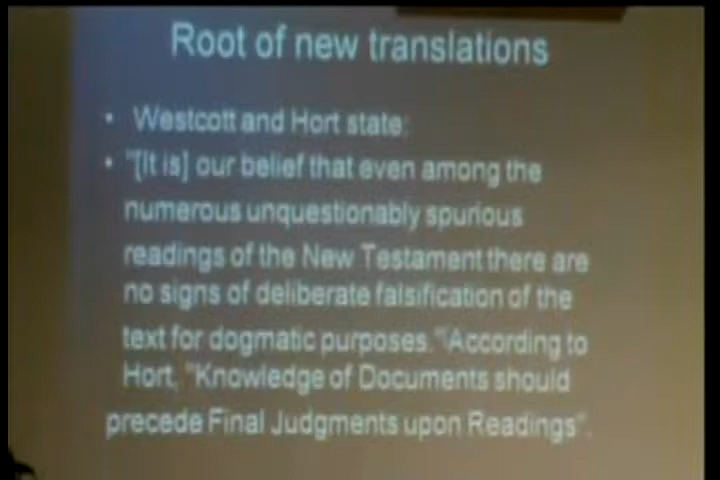 Root of new translations
• Westcott and Hort state:
• "[It is] our belief that even among the
numerous unquestionably spurious
readings of the New Testament there are
no signs of deliberate falsification of the
text for dogmatic purposes."According to
Hort, "Knowledge of Documents should
precede Final Judgments upon Readings".